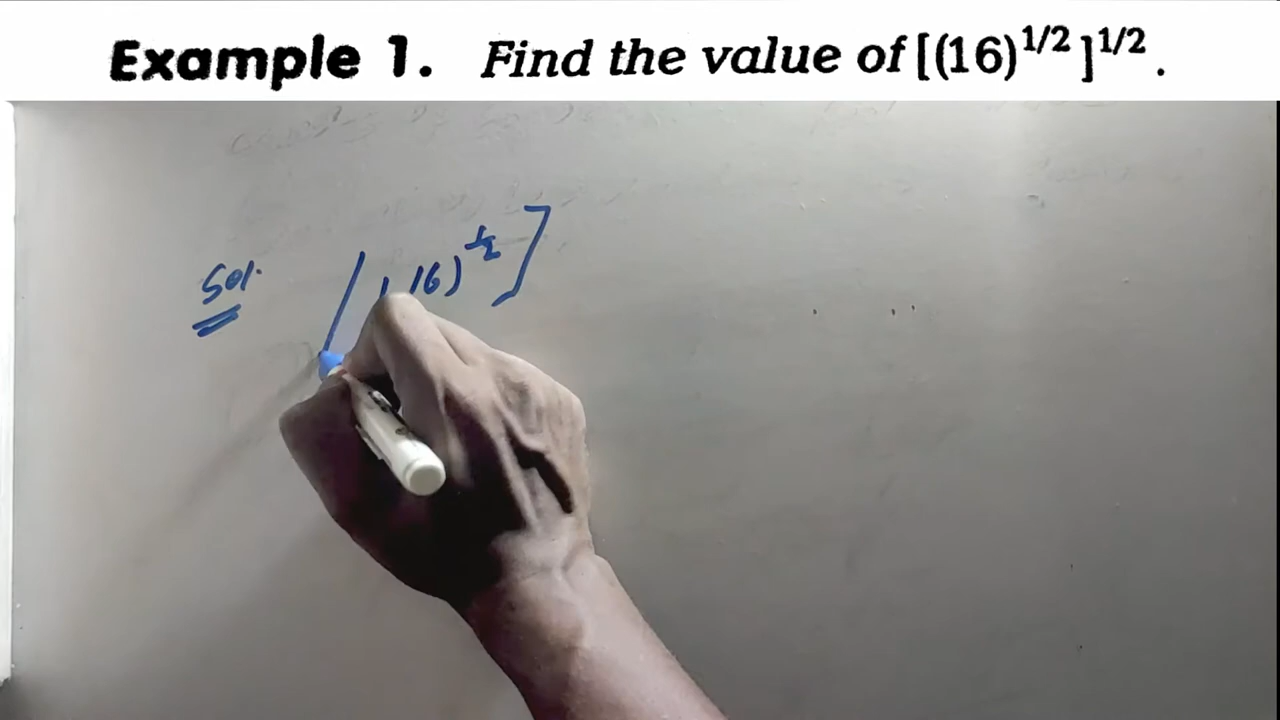 Example 1. Find the value of [(16)^{1/2}]^{1/2}.
Sol. [(16)^{1/2}]